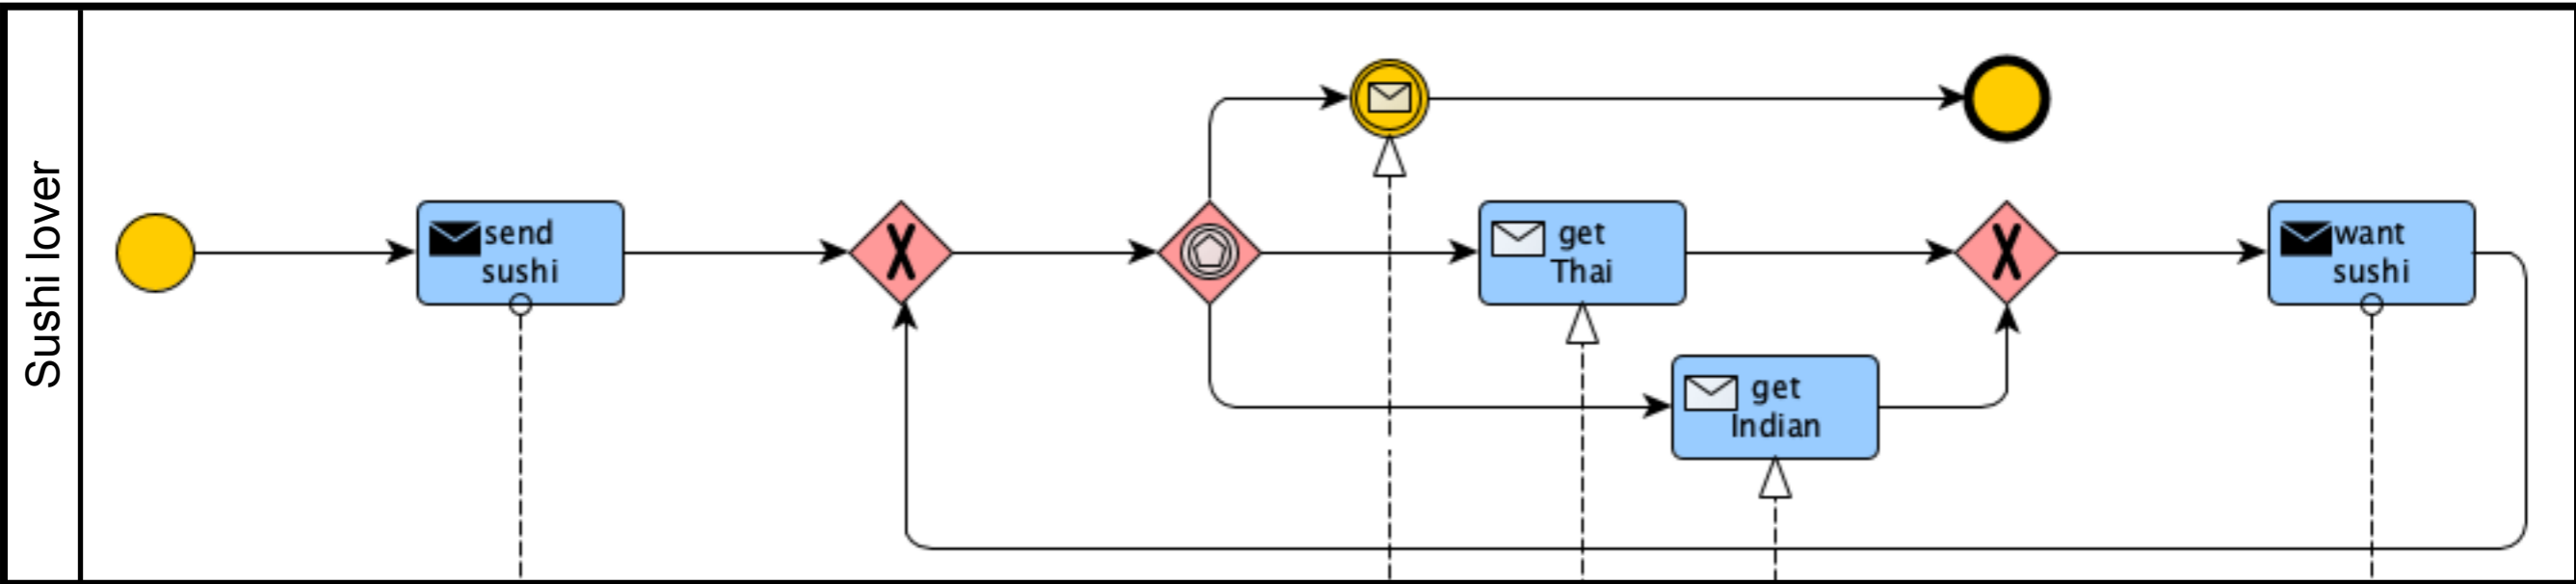 Sushi lover
send
sushi
get
Thai
want
sushi
get
Indian